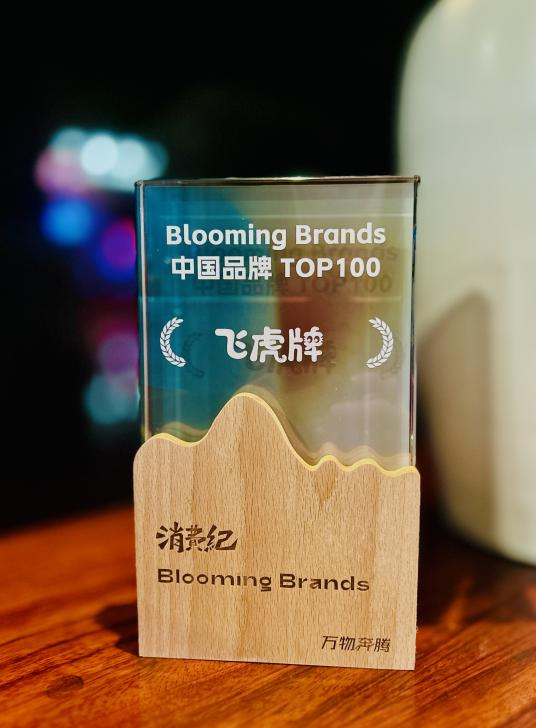 Blooming Brands
中国品牌 TOP100
飞虎牌
消费纪
Blooming Brands
万物奔腾